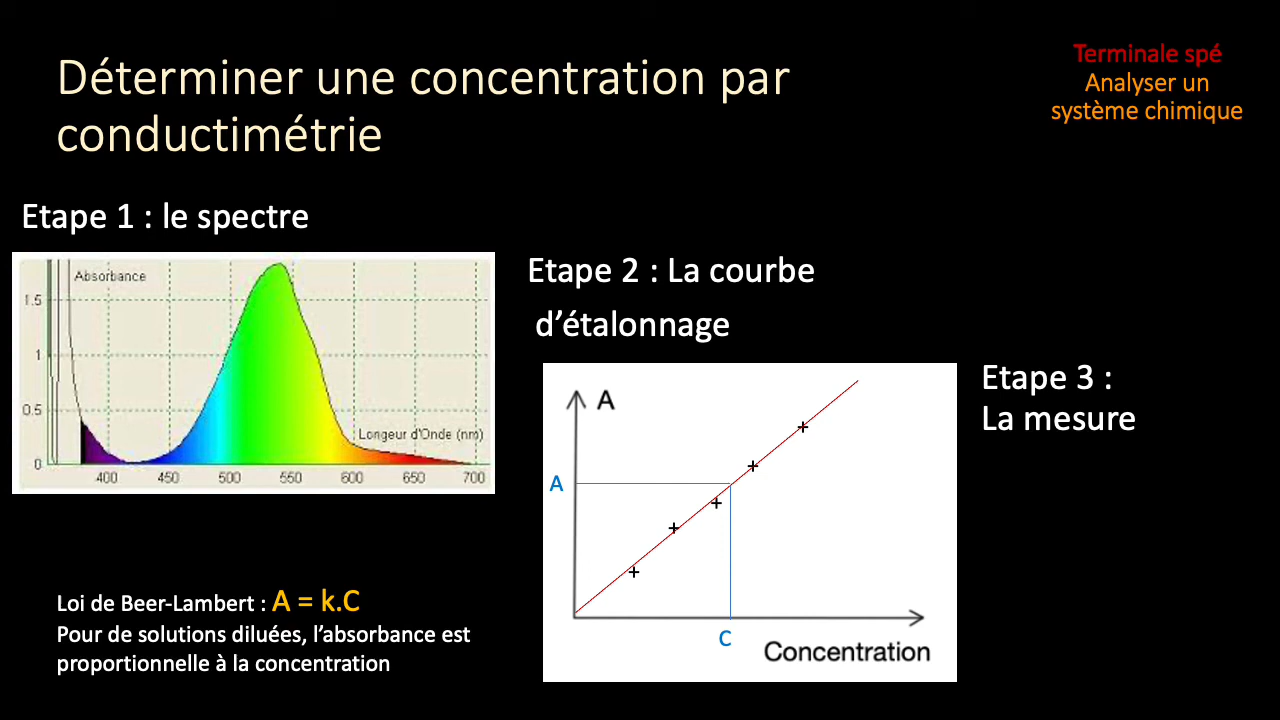 Déterminer une concentration par
conductimétrie
Terminale spé
Analyser un
système chimique
Etape 1 : le spectre
Absorbance
1.5
1
0.5
0
Longeur d'Onde (nm)
400 450 500 550 600 650 700
Etape 2 : La courbe
d’étalonnage
A
A
C
Concentration
Etape 3 :
La mesure
Loi de Beer-Lambert : A = k.C
Pour de solutions diluées, l’absorbance est
proportionnelle à la concentration